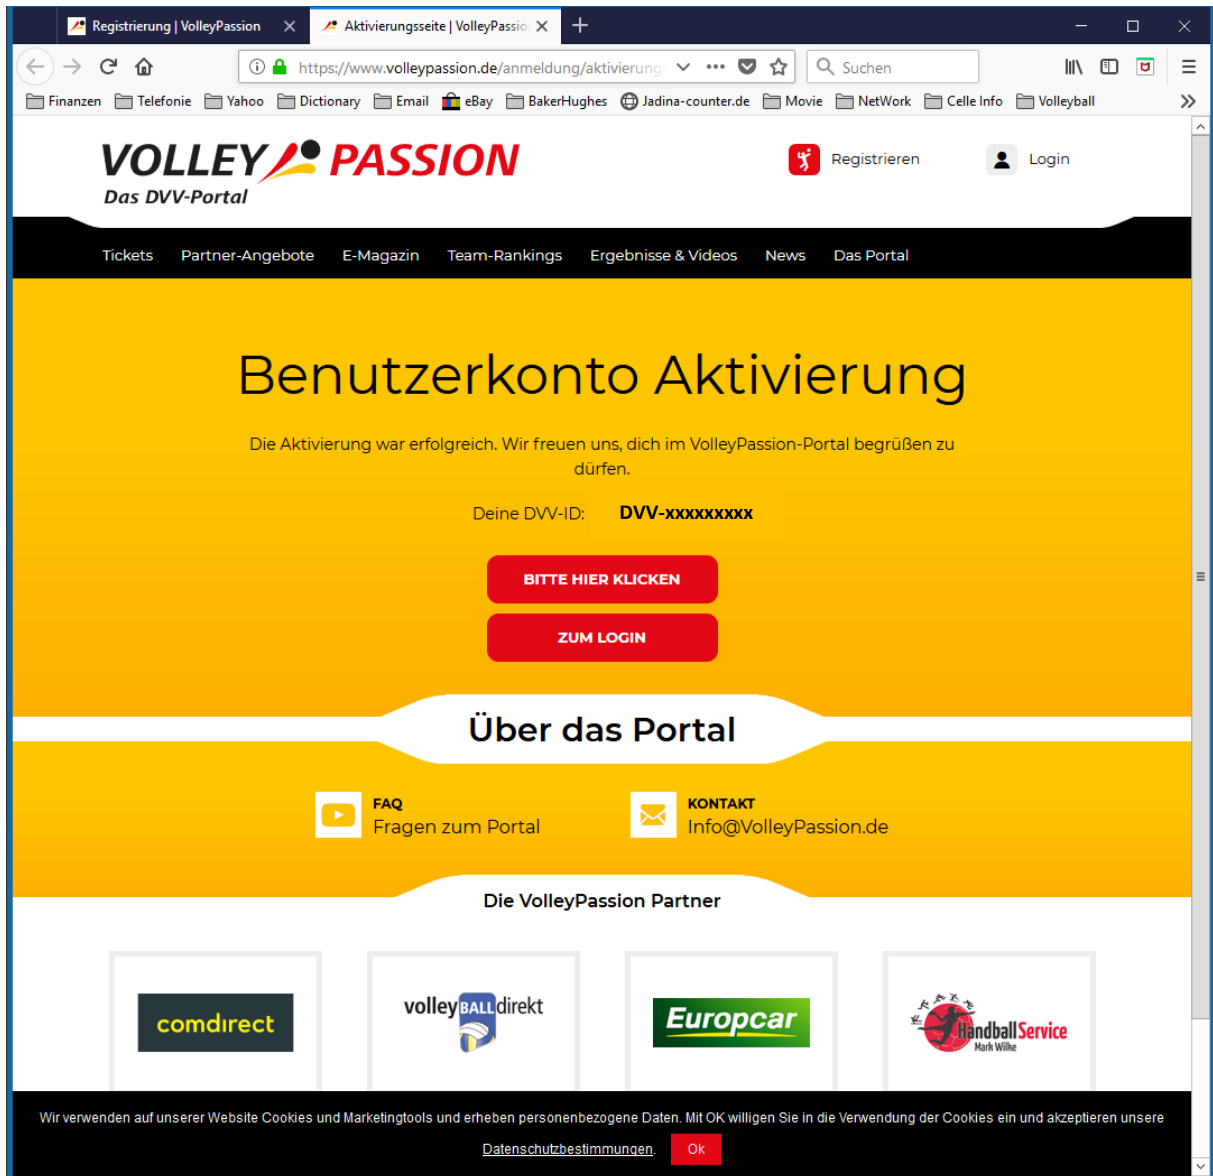 Registrierung | VolleyPassion
Aktivierungsseite | VolleyPassio
https://www.volleypassion.de/anmeldung/aktivierung
Suchen
Finanzen Telefonie Yahoo Dictionary Email eBay BakerHughes Jadina-counter.de Movie NetWork Celle Info Volleyball
VOLLEY PASSION
Das DVV-Portal
Registrieren Login
Tickets Partner-Angebote E-Magazin Team-Rankings Ergebnisse & Videos News Das Portal
Benutzerkonto Aktivierung
Die Aktivierung war erfolgreich. Wir freuen uns, dich im VolleyPassion-Portal begrüßen zu
dürfen.
Deine DVV-ID: DVV-xxxxxxxxx
BITTE HIER KLICKEN
ZUM LOGIN
Über das Portal
FAQ
Fragen zum Portal
KONTAKT
Info@VolleyPassion.de
Die VolleyPassion Partner
comdirect
volleyBALLdirekt
Europcar
HandballService
Mark Wilke
Wir verwenden auf unserer Website Cookies und Marketingtools und erheben personenbezogene Daten. Mit OK willigen Sie in die Verwendung der Cookies ein und akzeptieren unsere
Datenschutzbestimmungen. Ok